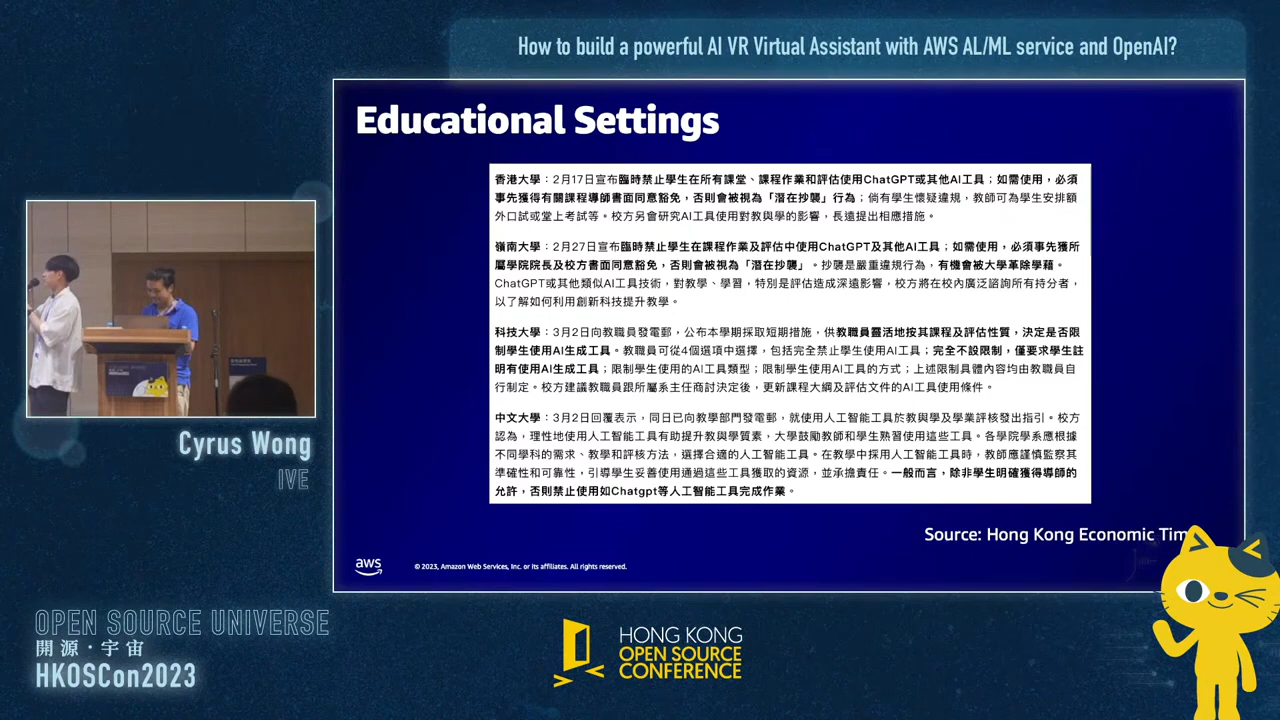 How to build a powerful AI VR Virtual Assistant with AWS AL/ML service and OpenAI?
Educational Settings
香港大學：2月17日宣布臨時禁止學生在所有課堂、課程作業和評估使用ChatGPT或其他AI工具；如需使用，必須
事先獲得有關課程導師書面同意豁免，否則會被視為「潛在抄襲」行為；倘有學生懷疑違規，教師可為學生安排額
外口試或堂上考試等。校方另會研究AI工具使用對教與學的影響，長遠提出相應措施。
嶺南大學：2月27日宣布臨時禁止學生在課程作業及評估中使用ChatGPT及其他AI工具；如需使用，必須事先獲所
屬學院院長及校方書面同意豁免，否則會被視為「潛在抄襲」。抄襲是嚴重違規行為，有機會被大學革除學藉。
ChatGPT或其他類似AI工具技術，對教學、學習，特別是評估造成深遠影響，校方將在校內廣泛諮詢所有持分者，
以了解如何利用創新科技提升教學。
科技大學：3月2日向教職員發電郵，公布本學期採取短期措施，供教職員靈活地按其課程及評估性質，決定是否限
制學生使用AI生成工具。教職員可從4個選項中選擇，包括完全禁止學生使用AI工具；完全不設限制，僅要求學生註
明有使用AI生成工具；限制學生使用的AI工具類型；限制學生使用AI工具的方式；上述限制具體內容均由教職員自
行制定。校方建議教職員跟所屬系主任商討決定後，更新課程大綱及評估文件的AI工具使用條件。
中文大學：3月2日回覆表示，同日已向教學部門發電郵，就使用人工智能工具於教與學及學業評核發出指引。校方
認為，理性地使用人工智能工具有助提升教與學質素，大學鼓勵教師和學生熟習使用這些工具。各學院學系應根據
不同學科的需求、教學和評核方法，選擇合適的人工智能工具。在教學中採用人工智能工具時，教師應謹慎監察其
準確性和可靠性，引導學生妥善使用通過這些工具獲取的資源，並承擔責任。一般而言，除非學生明確獲得導師的
允許，否則禁止使用如Chatgpt等人工智能工具完成作業。
Source: Hong Kong Economic Tim
aws
© 2023, Amazon Web Services, Inc. or its affiliates. All rights reserved.
Cyrus Wong
IVE
OPEN SOURCE UNIVERSE
開源·宇宙
HKOSCon2023
HONG KONG
OPEN SOURCE
CONFERENCE